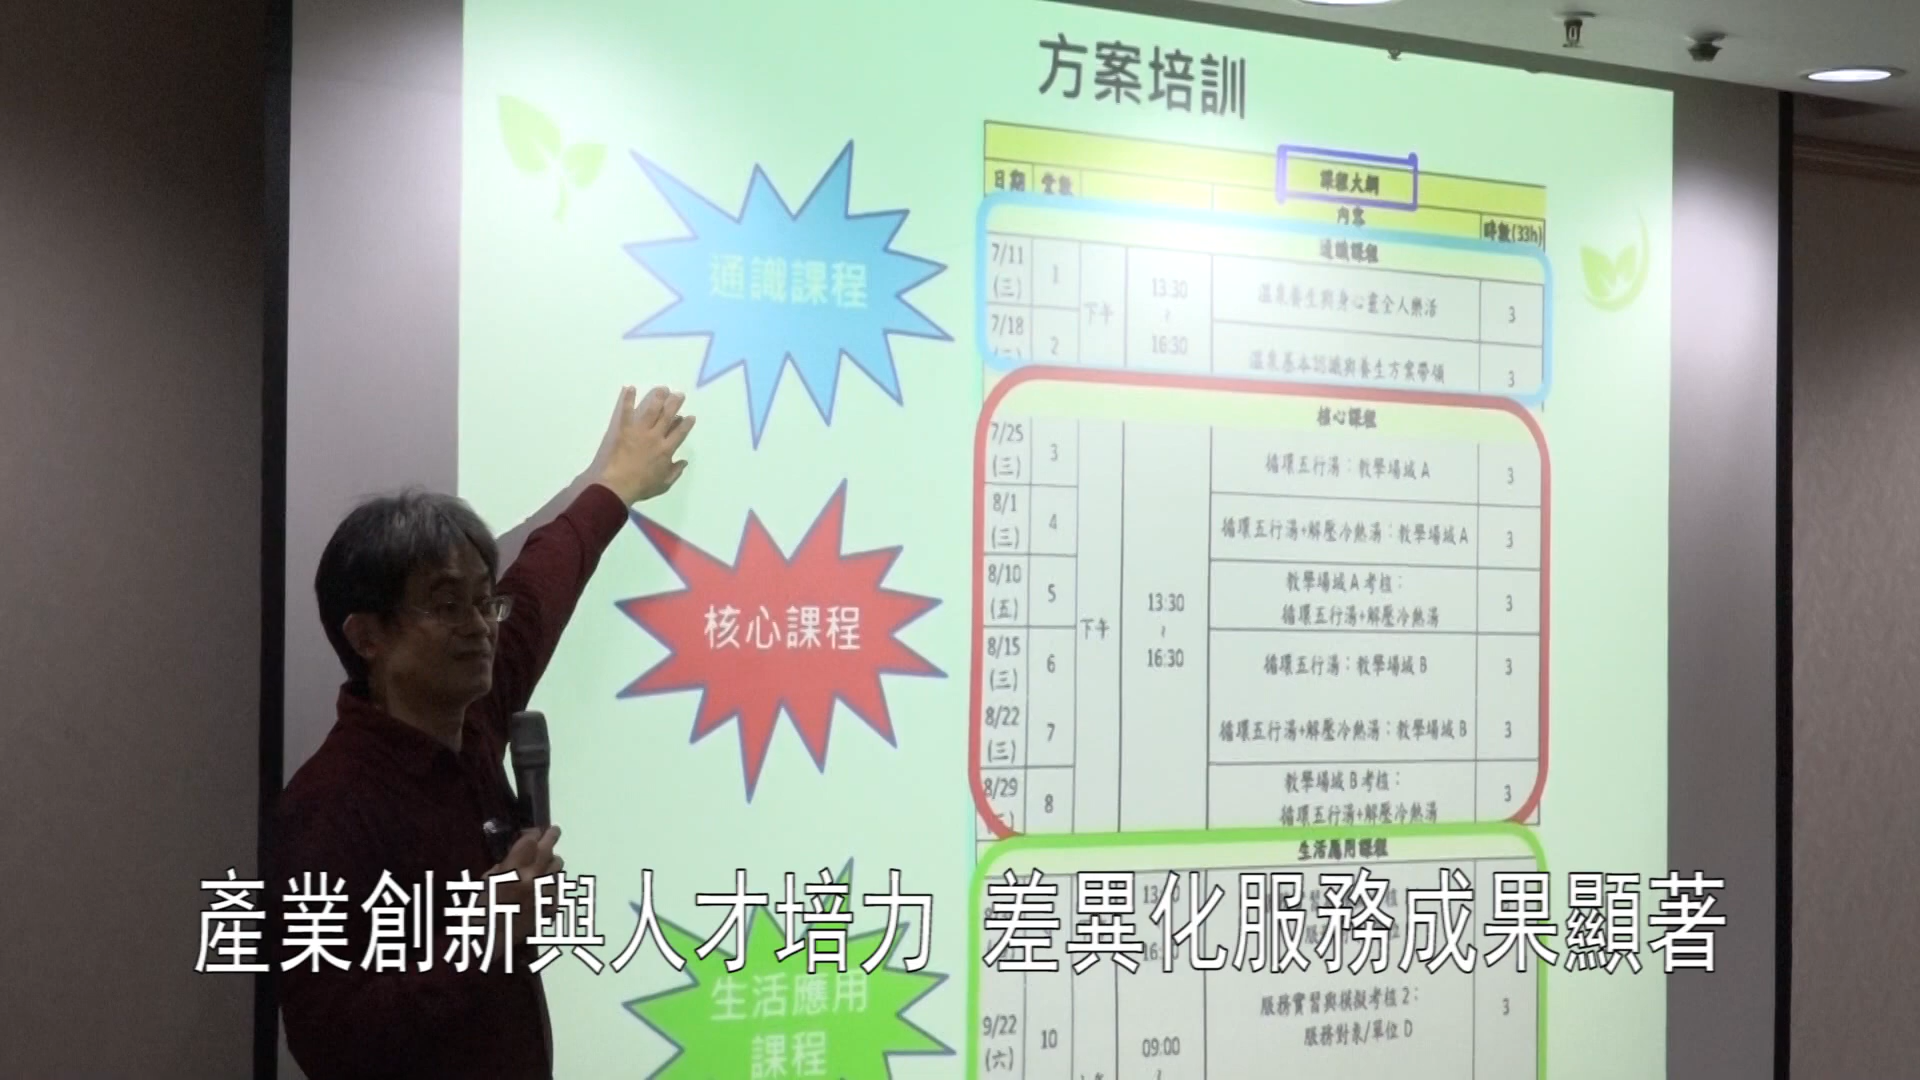 方案培訓
課程大綱
日期 堂數 內容 時數(33h)
通識課程
通識課程
7/11 (三) 1 下午 13:30 ~ 16:30 溫泉養生與身心靈全人樂活 3
7/18 2 溫泉基本認識與養生方案帶領 3
核心課程
核心課程
7/25 (三) 3 循環五行湯：教學場域 A 3
8/1 (三) 4 循環五行湯+解壓冷熱湯：教學場域 A 3
8/10 (五) 5 下午 13:30 ~ 16:30 教學場域 A 考核：
循環五行湯+解壓冷熱湯 3
8/15 (三) 6 循環五行湯：教學場域 B 3
8/22 (三) 7 循環五行湯+解壓冷熱湯：教學場域 B 3
8/29 8 教學場域 B 考核：
循環五行湯+解壓冷熱湯 3
生活應用課程
產業創新與人才培力 差異化服務成果顯著
生活應用
課程
9/22 (六) 10 09:00 服務實習與模擬考核 2：
服務對象/單位 D 3